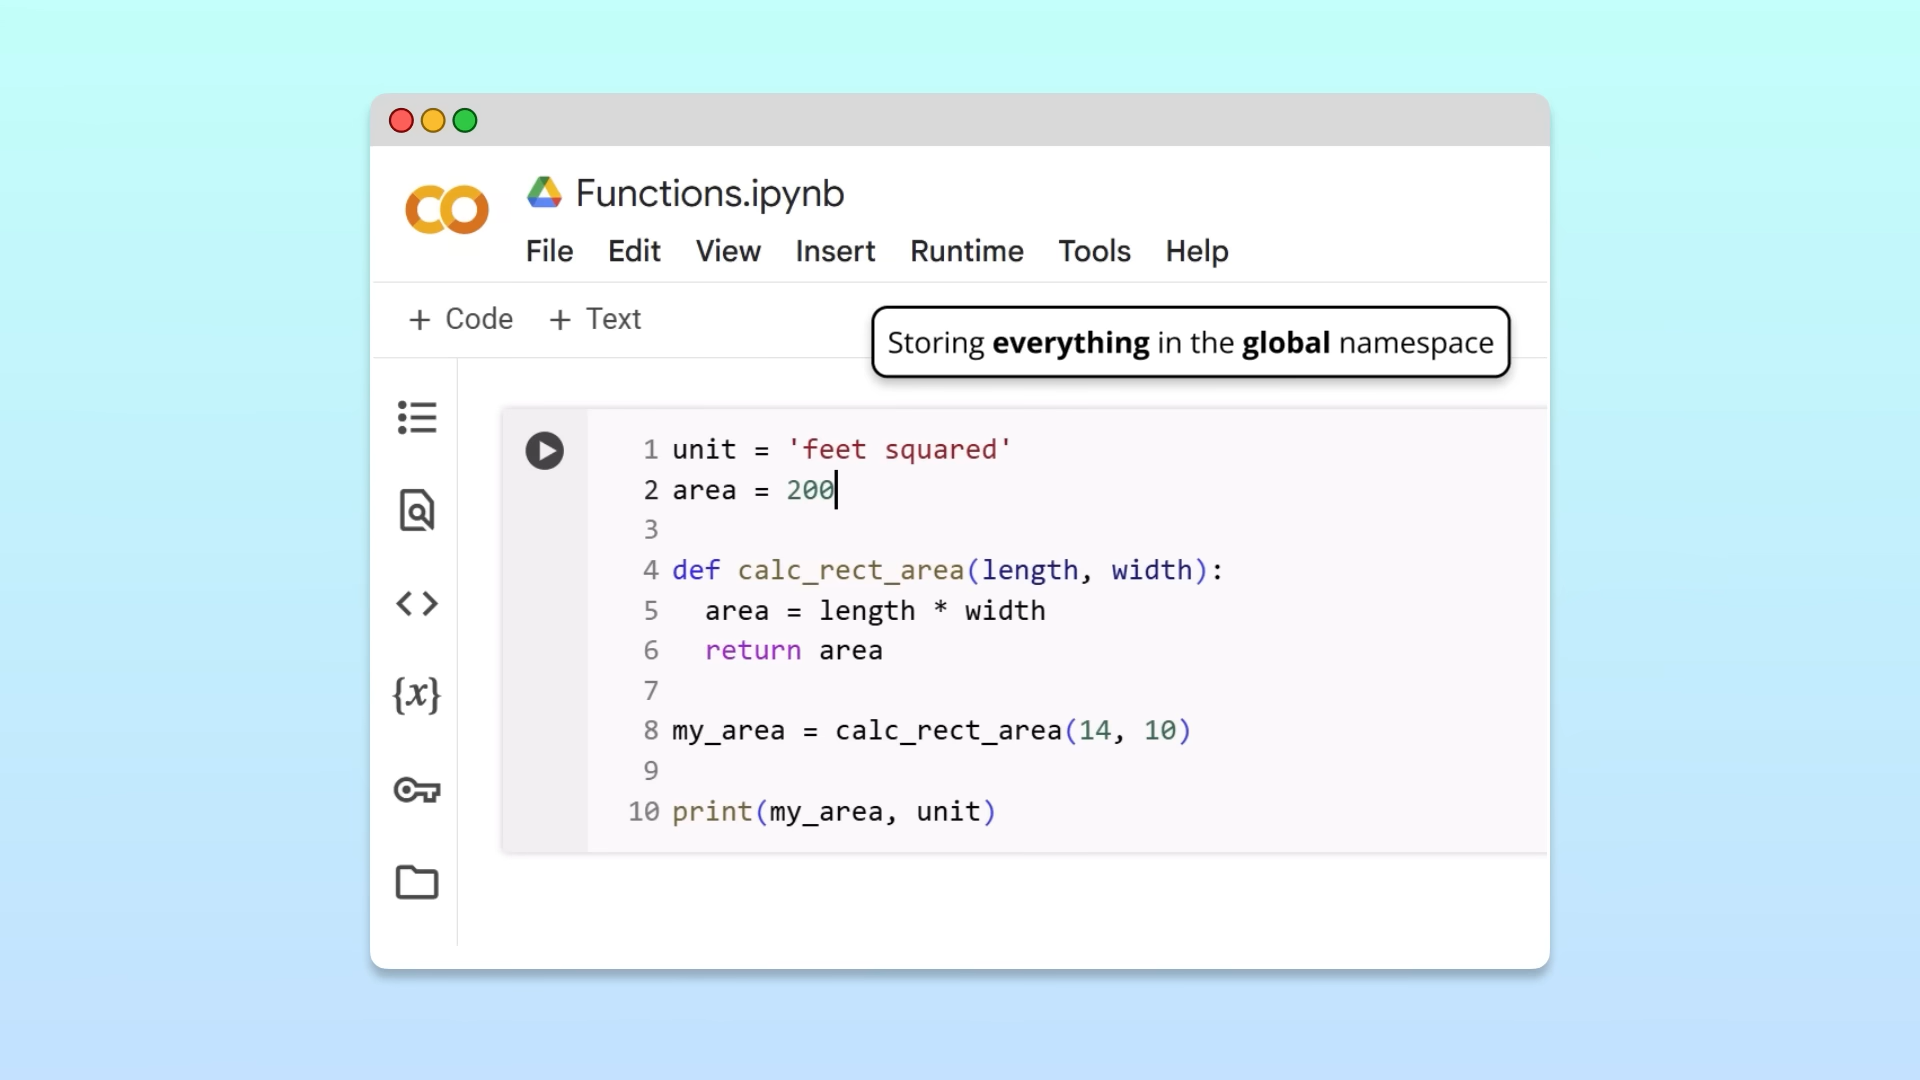 Functions.ipynb
File Edit View Insert Runtime Tools Help
+ Code + Text
Storing everything in the global namespace
1 unit = 'feet squared'
2 area = 200
3
4 def calc_rect_area(length, width):
5   area = length * width
6   return area
7
8 my_area = calc_rect_area(14, 10)
9
10 print(my_area, unit)
{x}